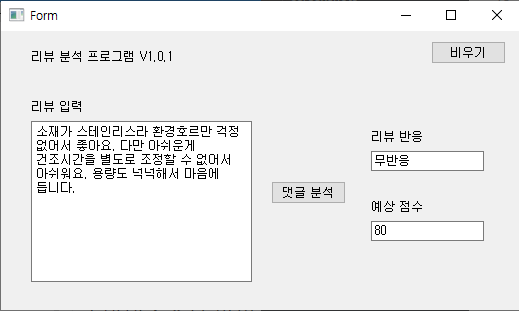 Form
리뷰 분석 프로그램 V1.0.1
비우기
리뷰 입력
소재가 스테인리스라 환경호르만 걱정
없어서 좋아요. 다만 아쉬운게
건조시간을 별도로 조정할 수 없어서
아쉬워요. 용량도 넉넉해서 마음에
듭니다.
댓글 분석
리뷰 반응
무반응
예상 점수
80